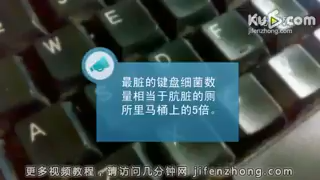 Ku6.com
jifenzhong.com
最脏的键盘细菌数
量相当于肮脏的厕
所里马桶上的5倍。
更多视频教程，请访问几分钟网 jifenzhong.com